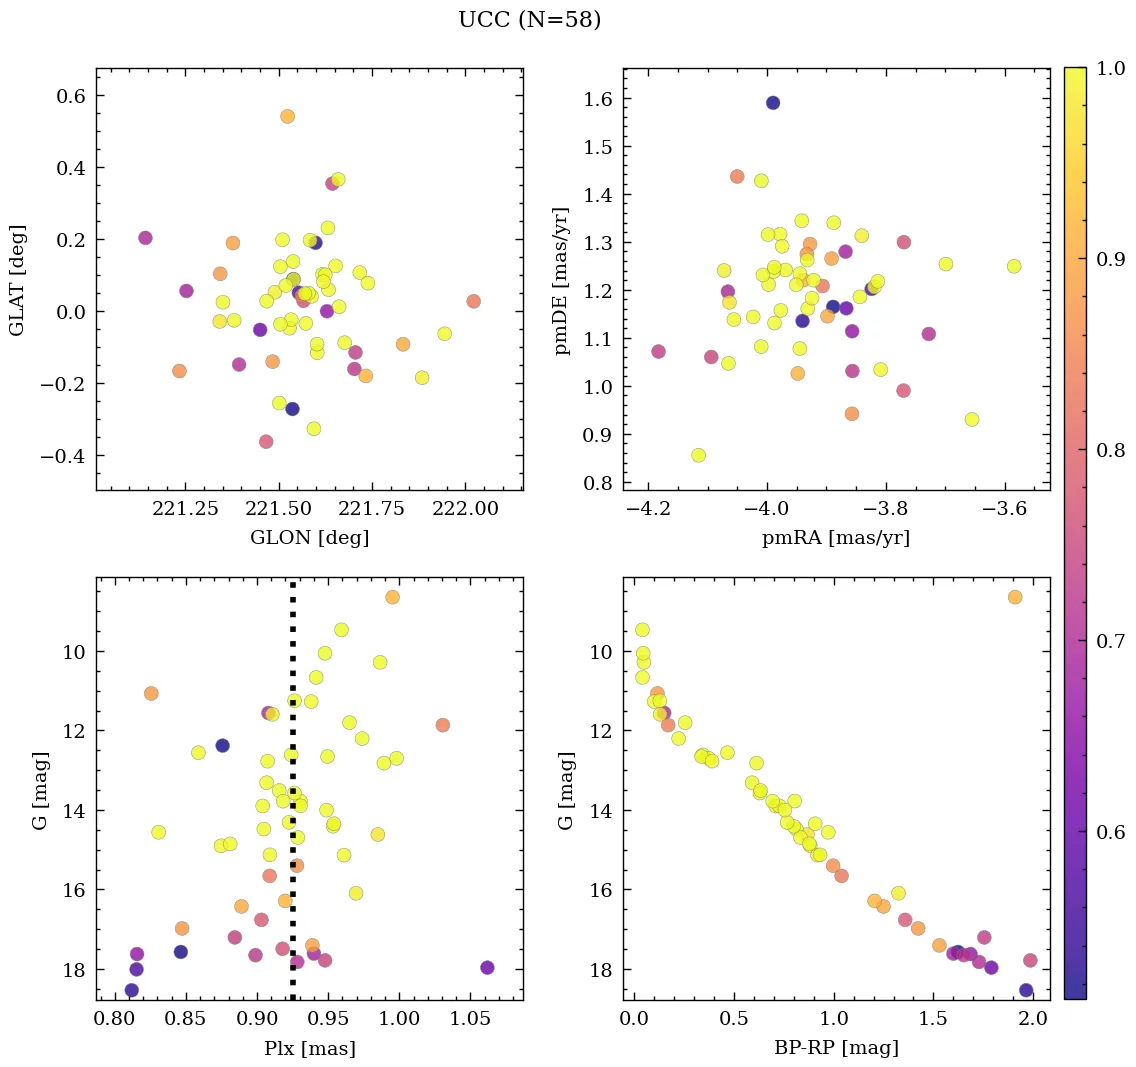 UCC (N=58)
0.6
0.4
0.2
0.0
−0.2
−0.4
GLAT [deg]
221.25 221.50 221.75 222.00
GLON [deg]
1.6
1.5
1.4
1.3
1.2
1.1
1.0
0.9
0.8
pmDE [mas/yr]
−4.2 −4.0 −3.8 −3.6
pmRA [mas/yr]
1.0
0.9
0.8
0.7
0.6
10
12
14
16
18
G [mag]
0.80 0.85 0.90 0.95 1.00 1.05
Plx [mas]
10
12
14
16
18
G [mag]
0.0 0.5 1.0 1.5 2.0
BP-RP [mag]